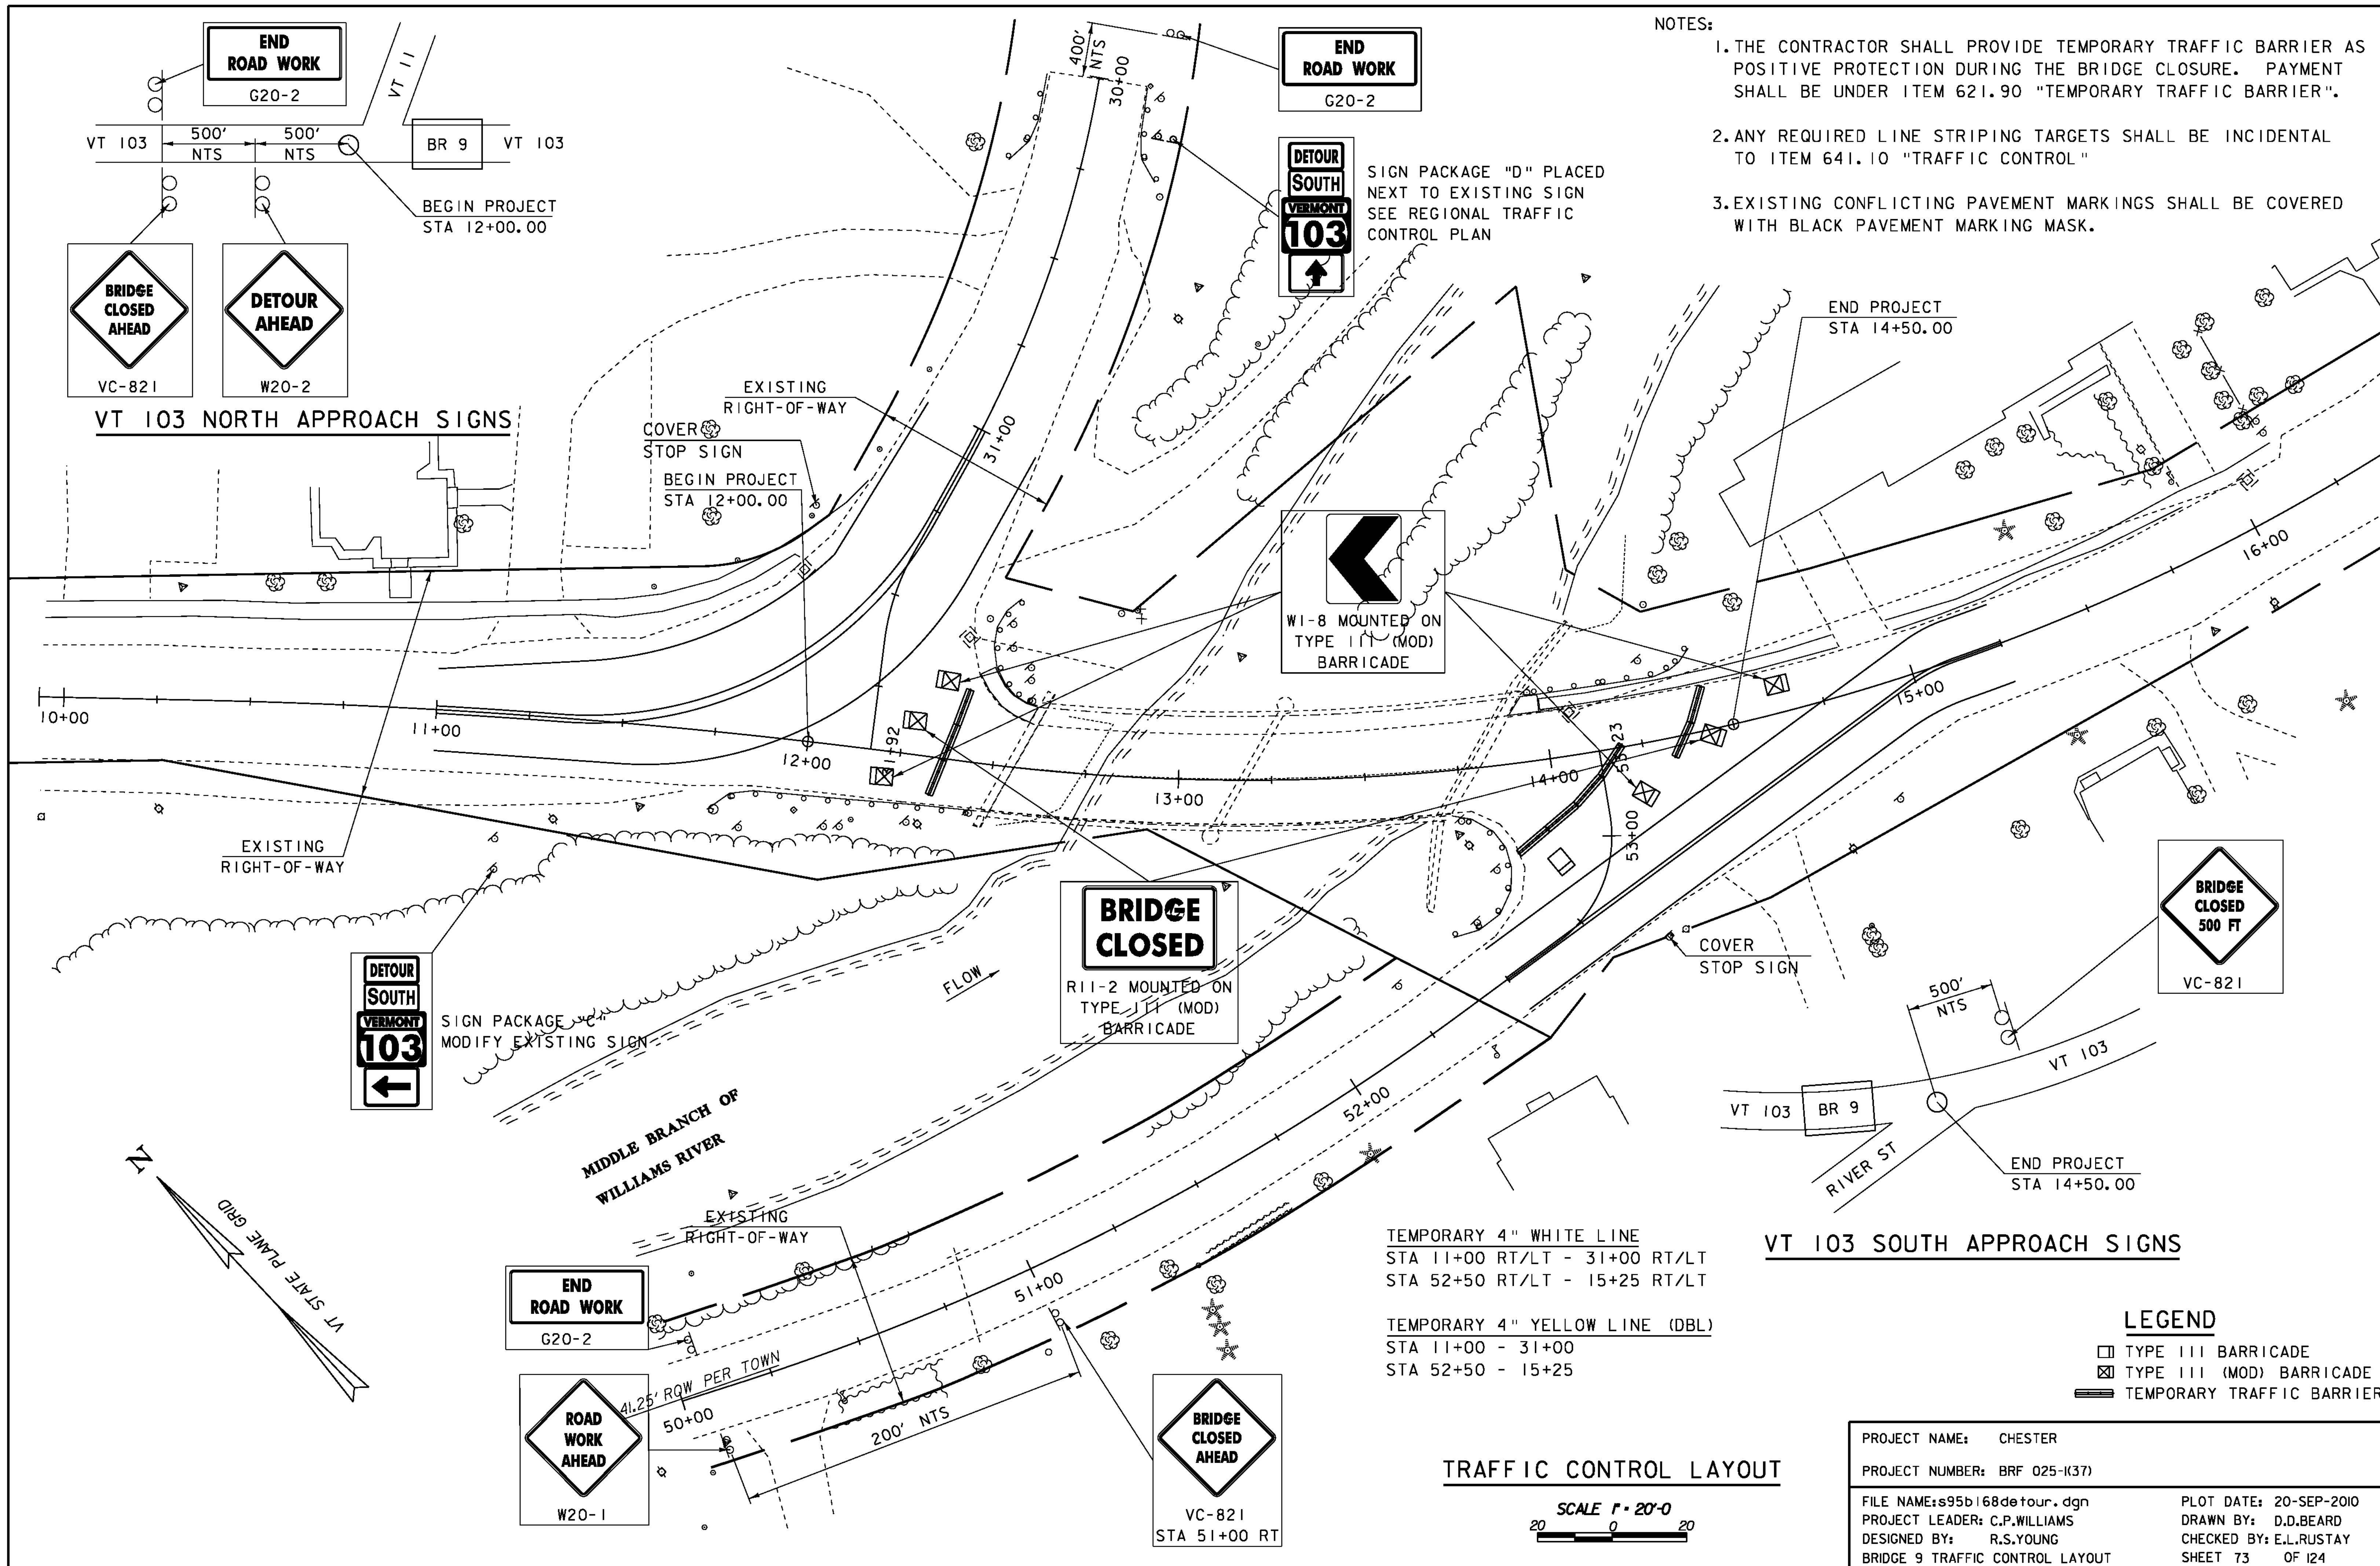 END
ROAD WORK
G20-2
VT 11
VT 103
500'
NTS
500'
NTS
BR 9
VT 103
BEGIN PROJECT
STA 12+00.00
BRIDGE
CLOSED
AHEAD
VC-821
DETOUR
AHEAD
W20-2
VT 103 NORTH APPROACH SIGNS
400'
NTS
30+00
END
ROAD WORK
G20-2
DETOUR
SOUTH
VERMONT
103
SIGN PACKAGE "D" PLACED
NEXT TO EXISTING SIGN
SEE REGIONAL TRAFFIC
CONTROL PLAN
NOTES:
1. THE CONTRACTOR SHALL PROVIDE TEMPORARY TRAFFIC BARRIER AS
POSITIVE PROTECTION DURING THE BRIDGE CLOSURE. PAYMENT
SHALL BE UNDER ITEM 621.90 "TEMPORARY TRAFFIC BARRIER".
2. ANY REQUIRED LINE STRIPING TARGETS SHALL BE INCIDENTAL
TO ITEM 641.10 "TRAFFIC CONTROL"
3. EXISTING CONFLICTING PAVEMENT MARKINGS SHALL BE COVERED
WITH BLACK PAVEMENT MARKING MASK.
END PROJECT
STA 14+50.00
EXISTING
RIGHT-OF-WAY
COVER
STOP SIGN
BEGIN PROJECT
STA 12+00.00
31+00
W1-8 MOUNTED ON
TYPE III (MOD)
BARRICADE
16+00
15+00
10+00
11+00
12+00
11+92
13+00
14+00
53+23
53+00
EXISTING
RIGHT-OF-WAY
BRIDGE
CLOSED
R11-2 MOUNTED ON
TYPE III (MOD)
BARRICADE
FLOW
COVER
STOP SIGN
BRIDGE
CLOSED
500 FT
VC-821
500'
NTS
VT 103
VT 103
BR 9
RIVER ST
END PROJECT
STA 14+50.00
VT 103 SOUTH APPROACH SIGNS
DETOUR
SOUTH
VERMONT
103
SIGN PACKAGE "C"
MODIFY EXISTING SIGN
N
VT STATE PLANE GRID
MIDDLE BRANCH OF
WILLIAMS RIVER
52+00
51+00
50+00
EXISTING
RIGHT-OF-WAY
END
ROAD WORK
G20-2
41.25' ROW PER TOWN
200' NTS
ROAD
WORK
AHEAD
W20-1
BRIDGE
CLOSED
AHEAD
VC-821
STA 51+00 RT
TEMPORARY 4" WHITE LINE
STA 11+00 RT/LT - 31+00 RT/LT
STA 52+50 RT/LT - 15+25 RT/LT
TEMPORARY 4" YELLOW LINE (DBL)
STA 11+00 - 31+00
STA 52+50 - 15+25
LEGEND
TYPE III BARRICADE
TYPE III (MOD) BARRICADE
TEMPORARY TRAFFIC BARRIER
TRAFFIC CONTROL LAYOUT
SCALE 1" = 20'-0
20 0 20
PROJECT NAME: CHESTER
PROJECT NUMBER: BRF 025-1(37)
FILE NAME:s95b168detour.dgn
PROJECT LEADER: C.P.WILLIAMS
DESIGNED BY: R.S.YOUNG
BRIDGE 9 TRAFFIC CONTROL LAYOUT
PLOT DATE: 20-SEP-2010
DRAWN BY: D.D.BEARD
CHECKED BY: E.L.RUSTAY
SHEET 73 OF 124